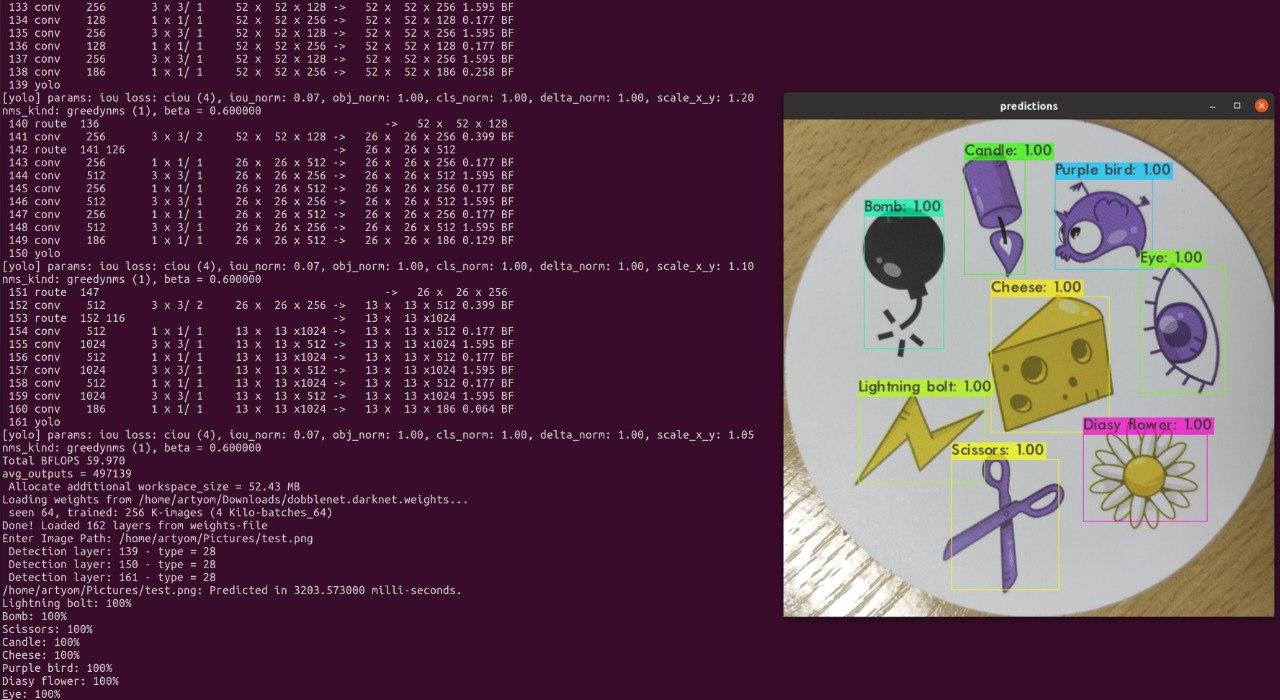 133 conv 256 3 x 3/ 1 52 x 52 x 128 -> 52 x 52 x 256 1.595 BF
134 conv 128 1 x 1/ 1 52 x 52 x 256 -> 52 x 52 x 128 0.177 BF
135 conv 256 3 x 3/ 1 52 x 52 x 128 -> 52 x 52 x 256 1.595 BF
136 conv 128 1 x 1/ 1 52 x 52 x 256 -> 52 x 52 x 128 0.177 BF
137 conv 256 3 x 3/ 1 52 x 52 x 128 -> 52 x 52 x 256 1.595 BF
138 conv 186 1 x 1/ 1 52 x 52 x 256 -> 52 x 52 x 186 0.258 BF
139 yolo
[yolo] params: iou loss: ciou (4), iou_norm: 0.07, obj_norm: 1.00, cls_norm: 1.00, delta_norm: 1.00, scale_x_y: 1.20
nms_kind: greedynms (1), beta = 0.600000
140 route 136 -> 52 x 52 x 128
141 conv 256 3 x 3/ 2 52 x 52 x 128 -> 26 x 26 x 256 0.399 BF
142 route 141 126 -> 26 x 26 x 512
143 conv 256 1 x 1/ 1 26 x 26 x 512 -> 26 x 26 x 256 0.177 BF
144 conv 512 3 x 3/ 1 26 x 26 x 256 -> 26 x 26 x 512 1.595 BF
145 conv 256 1 x 1/ 1 26 x 26 x 512 -> 26 x 26 x 256 0.177 BF
146 conv 512 3 x 3/ 1 26 x 26 x 256 -> 26 x 26 x 512 1.595 BF
147 conv 256 1 x 1/ 1 26 x 26 x 512 -> 26 x 26 x 256 0.177 BF
148 conv 512 3 x 3/ 1 26 x 26 x 256 -> 26 x 26 x 512 1.595 BF
149 conv 186 1 x 1/ 1 26 x 26 x 512 -> 26 x 26 x 186 0.129 BF
150 yolo
[yolo] params: iou loss: ciou (4), iou_norm: 0.07, obj_norm: 1.00, cls_norm: 1.00, delta_norm: 1.00, scale_x_y: 1.10
nms_kind: greedynms (1), beta = 0.600000
151 route 147 -> 26 x 26 x 256
152 conv 512 3 x 3/ 2 26 x 26 x 256 -> 13 x 13 x 512 0.399 BF
153 route 152 116 -> 13 x 13 x1024
154 conv 512 1 x 1/ 1 13 x 13 x1024 -> 13 x 13 x 512 0.177 BF
155 conv 1024 3 x 3/ 1 13 x 13 x 512 -> 13 x 13 x1024 1.595 BF
156 conv 512 1 x 1/ 1 13 x 13 x1024 -> 13 x 13 x 512 0.177 BF
157 conv 1024 3 x 3/ 1 13 x 13 x 512 -> 13 x 13 x1024 1.595 BF
158 conv 512 1 x 1/ 1 13 x 13 x1024 -> 13 x 13 x 512 0.177 BF
159 conv 1024 3 x 3/ 1 13 x 13 x 512 -> 13 x 13 x1024 1.595 BF
160 conv 186 1 x 1/ 1 13 x 13 x1024 -> 13 x 13 x 186 0.064 BF
161 yolo
[yolo] params: iou loss: ciou (4), iou_norm: 0.07, obj_norm: 1.00, cls_norm: 1.00, delta_norm: 1.00, scale_x_y: 1.05
nms_kind: greedynms (1), beta = 0.600000
Total BFLOPS 59.970
avg_outputs = 497139
Allocate additional workspace_size = 52.43 MB
Loading weights from /home/artyom/Downloads/dobblenet.darknet.weights...
seen 64, trained: 256 K-images (4 Kilo-batches_64)
Done! Loaded 162 layers from weights-file
Enter Image Path: /home/artyom/Pictures/test.png
Detection layer: 139 - type = 28
Detection layer: 150 - type = 28
Detection layer: 161 - type = 28
/home/artyom/Pictures/test.png: Predicted in 3203.573000 milli-seconds.
Lightning bolt: 100%
Bomb: 100%
Scissors: 100%
Candle: 100%
Cheese: 100%
Purple bird: 100%
Diasy flower: 100%
Eye: 100%
predictions
Candle: 1.00
Purple bird: 1.00
Bomb: 1.00
Eye: 1.00
Cheese: 1.00
Lightning bolt: 1.00
Diasy flower: 1.00
Scissors: 1.00